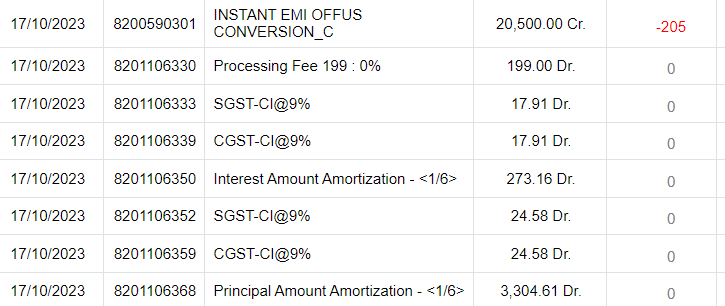 17/10/2023 8200590301 INSTANT EMI OFFUS CONVERSION_C 20,500.00 Cr. -205
17/10/2023 8201106330 Processing Fee 199 : 0% 199.00 Dr. 0
17/10/2023 8201106333 SGST-CI@9% 17.91 Dr. 0
17/10/2023 8201106339 CGST-CI@9% 17.91 Dr. 0
17/10/2023 8201106350 Interest Amount Amortization - <1/6> 273.16 Dr. 0
17/10/2023 8201106352 SGST-CI@9% 24.58 Dr. 0
17/10/2023 8201106359 CGST-CI@9% 24.58 Dr. 0
17/10/2023 8201106368 Principal Amount Amortization - <1/6> 3,304.61 Dr. 0